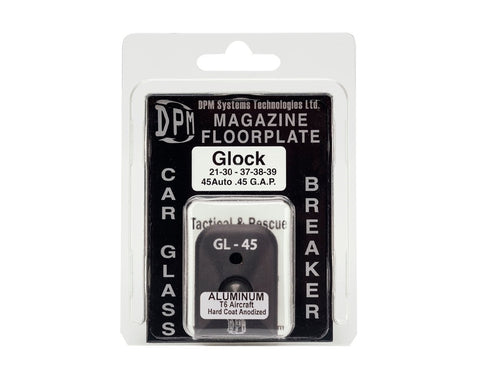 DPM Systems Technologies Ltd.
DPM
MAGAZINE
FLOORPLATE
Glock
21-30 - 37-38-39
45Auto .45 G.A.P.
CAR GLASS
BREAKER
Tactical & Rescue
GL - 45
ALUMINUM
T6 Aircraft
Hard Coat Anodized